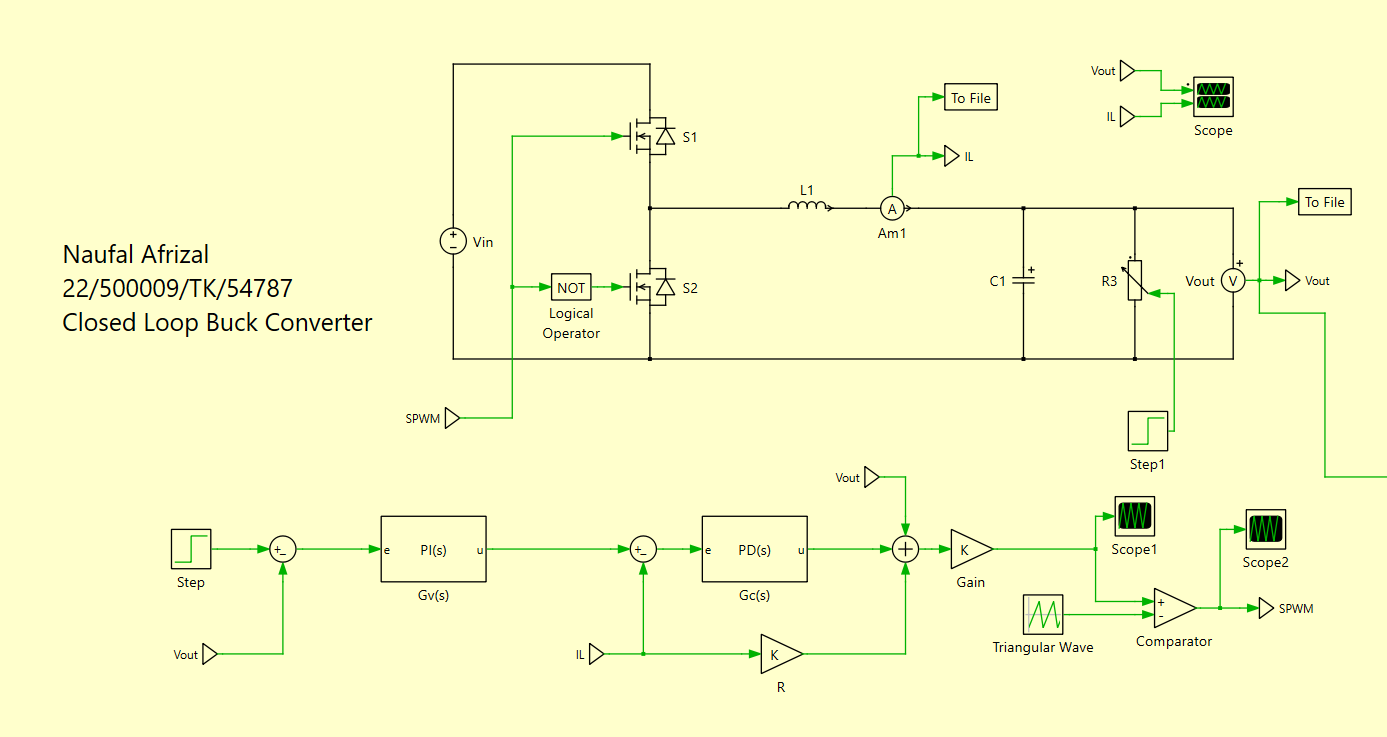 Vout
IL
Scope
To File
IL
S1
L1
A
Am1
To File
Vin
Naufal Afrizal
22/500009/TK/54787
Closed Loop Buck Converter
NOT
Logical
Operator
S2
C1
+
R3
Vout
V
+
Vout
SPWM
Step1
Vout
Step
+
-
e PI(s) u
Gv(s)
+
-
e PD(s) u
Gc(s)
+
K
Gain
Scope1
Scope2
Triangular Wave
+
-
Comparator
SPWM
Vout
IL
K
R